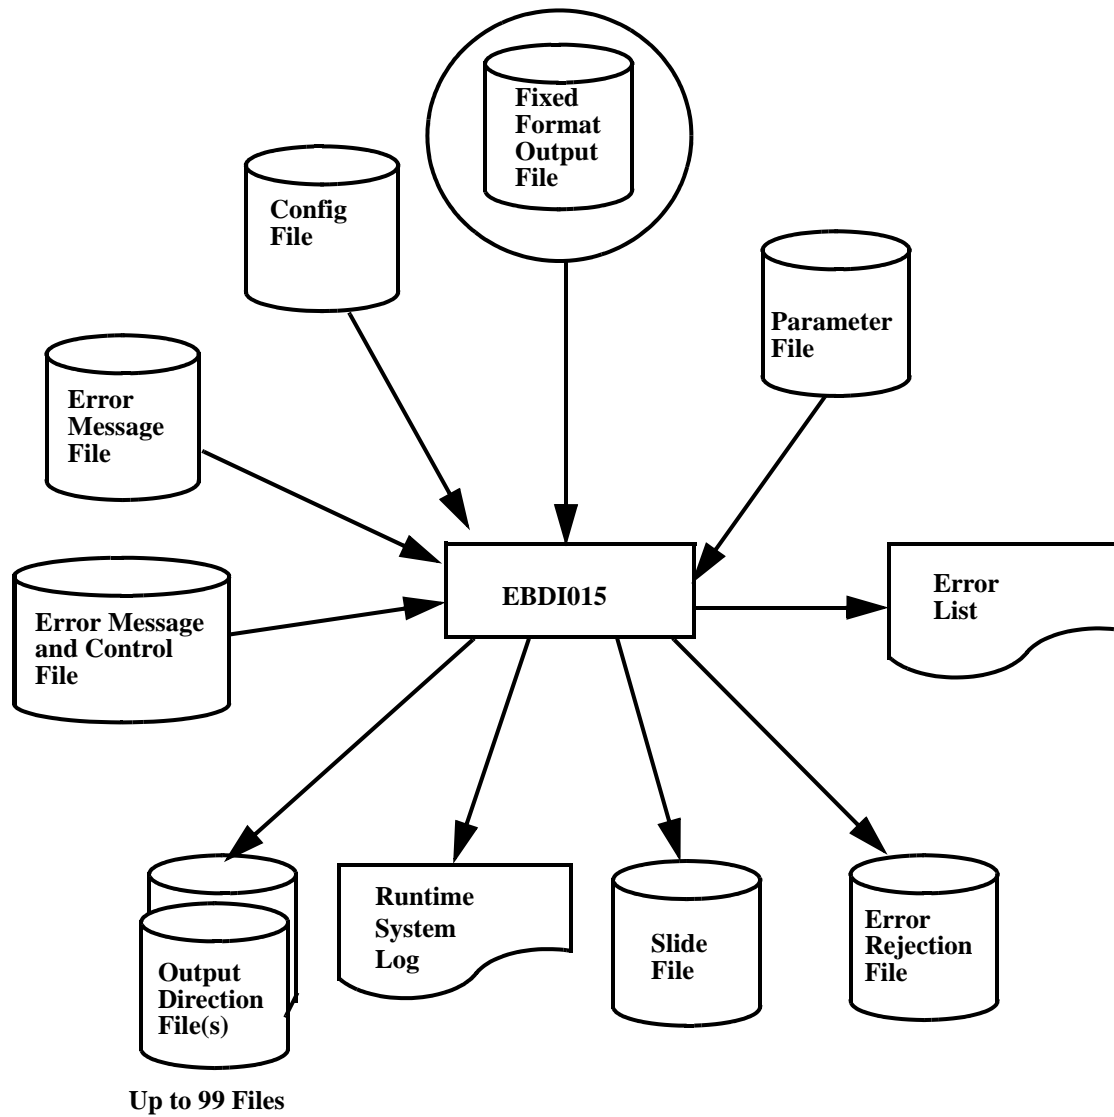 Fixed
Format
Output
File
Config
File
Parameter
File
Error
Message
File
EBDI015
Error
List
Error Message
and Control
File
Output
Direction
File(s)
Runtime
System
Log
Slide
File
Error
Rejection
File
Up to 99 Files